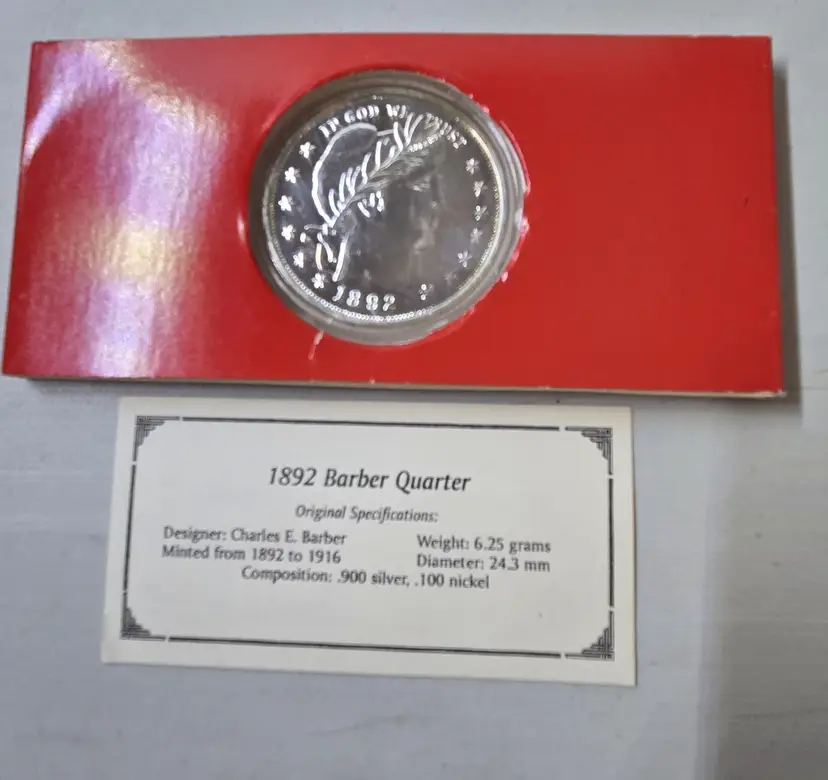 IN GOD WE TRUST
1892
1892 Barber Quarter
Original Specifications:
Designer: Charles E. Barber
Weight: 6.25 grams
Minted from 1892 to 1916
Diameter: 24.3 mm
Composition: .900 silver, .100 nickel